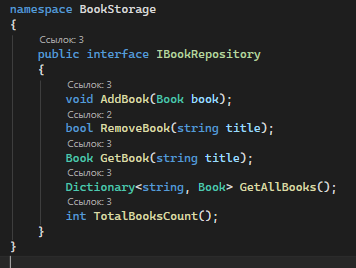 namespace BookStorage
{
Ссылок: 3
public interface IBookRepository
{
Ссылок: 3
void AddBook(Book book);
Ссылок: 2
bool RemoveBook(string title);
Ссылок: 3
Book GetBook(string title);
Ссылок: 3
Dictionary<string, Book> GetAllBooks();
Ссылок: 3
int TotalBooksCount();
}
}